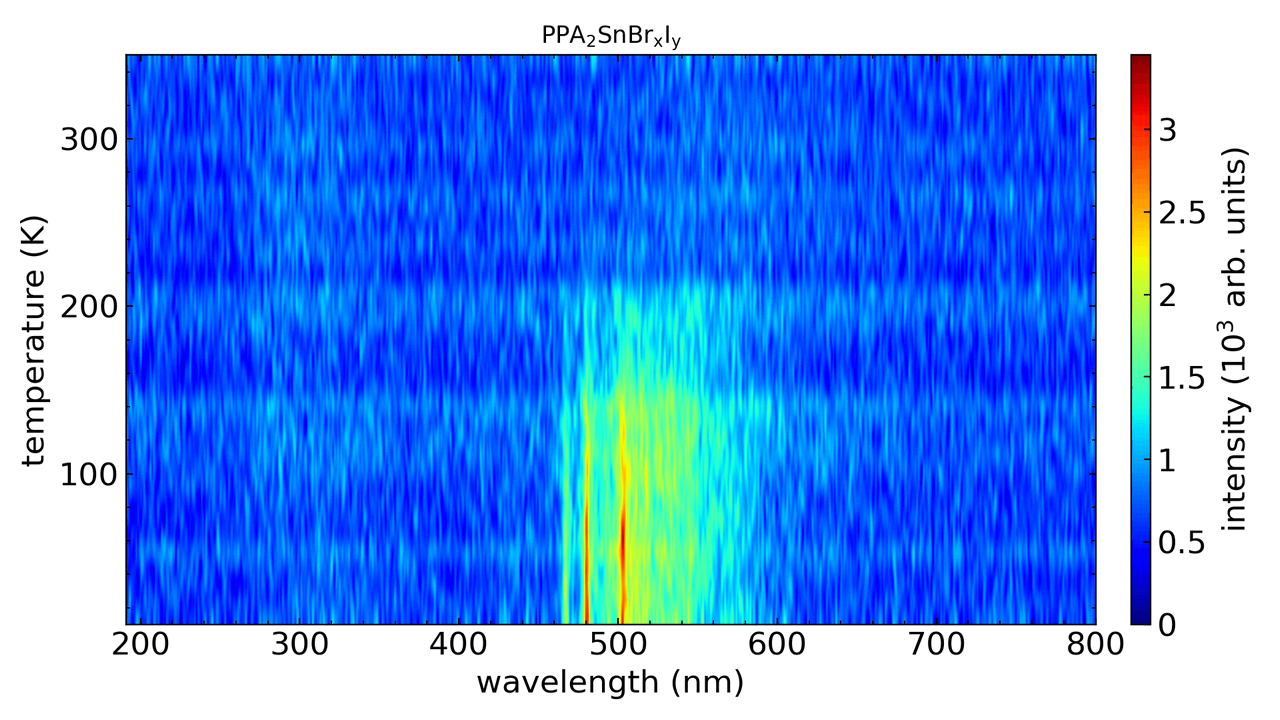 PPA₂SnBrₓIᵧ
300
200
100
temperature (K)
200 300 400 500 600 700 800
wavelength (nm)
3
2.5
2
1.5
1
0.5
0
intensity (10³ arb. units)